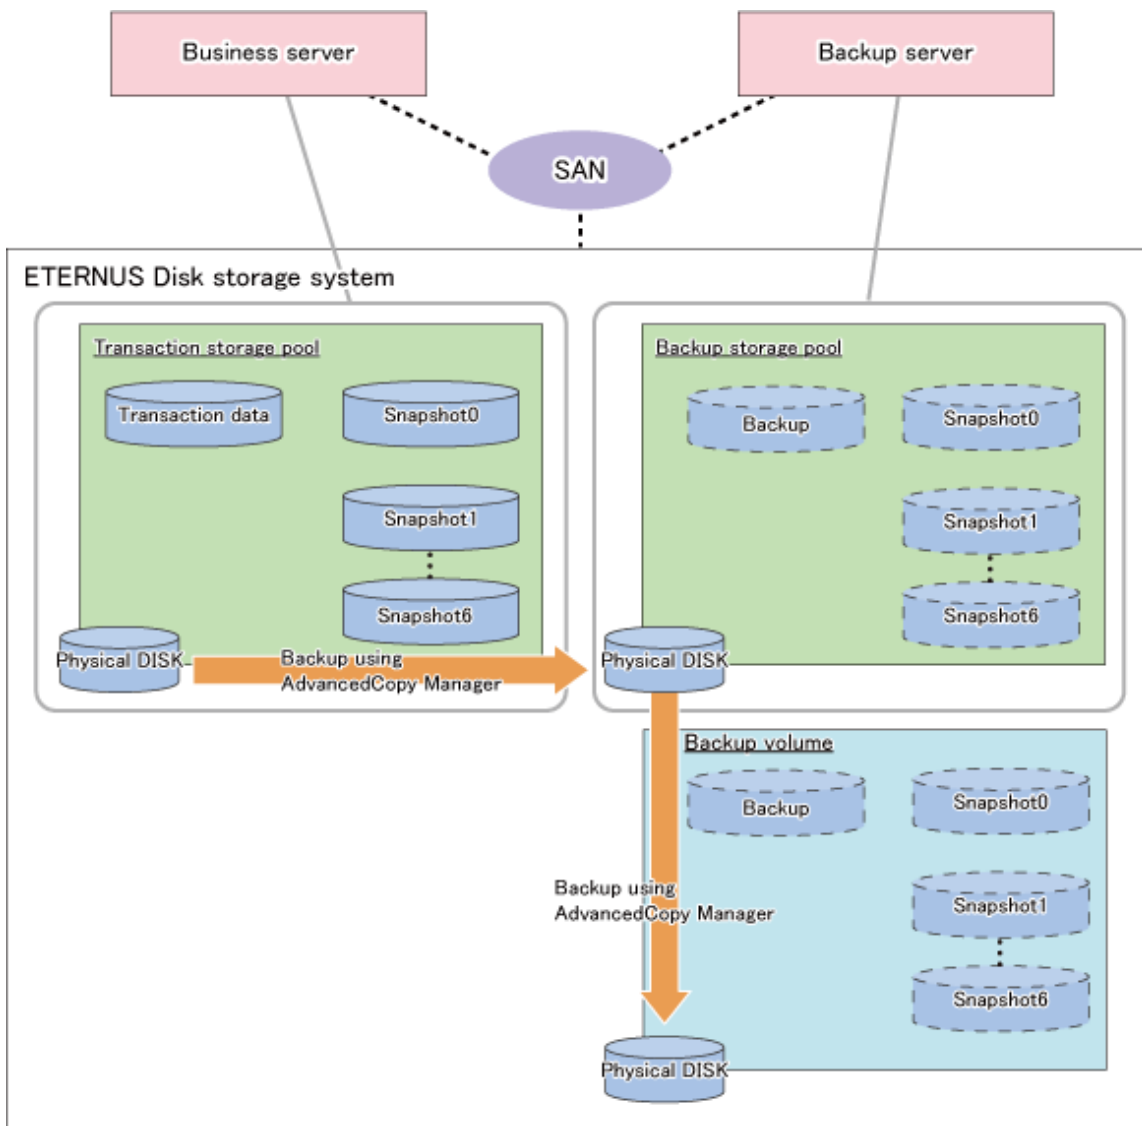 Business server
Backup server
SAN
ETERNUS Disk storage system
Transaction storage pool
Transaction data
Snapshot0
Snapshot1
Snapshot6
Physical DISK
Backup using
AdvancedCopy Manager
Backup storage pool
Backup
Snapshot0
Snapshot1
Snapshot6
Physical DISK
Backup volume
Backup
Snapshot0
Snapshot1
Snapshot6
Backup using
AdvancedCopy Manager
Physical DISK